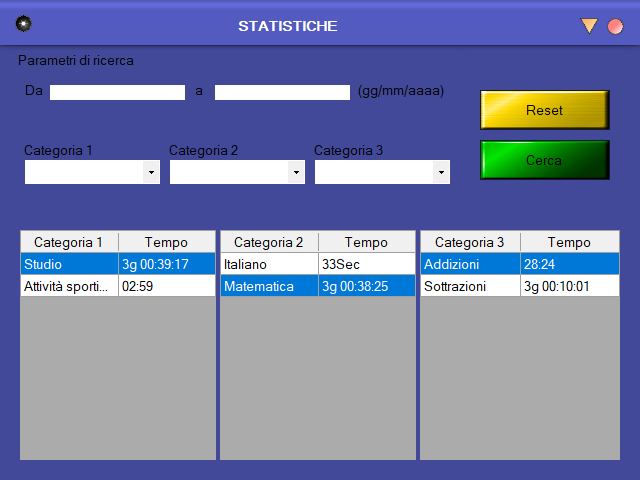 STATISTICHE
Parametri di ricerca
Da a (gg/mm/aaaa)
Reset
Categoria 1 Categoria 2 Categoria 3
Cerca
Categoria 1 Tempo Categoria 2 Tempo Categoria 3 Tempo
Studio 3g 00:39:17 Italiano 33Sec Addizioni 28:24
Attività sporti... 02:59 Matematica 3g 00:38:25 Sottrazioni 3g 00:10:01